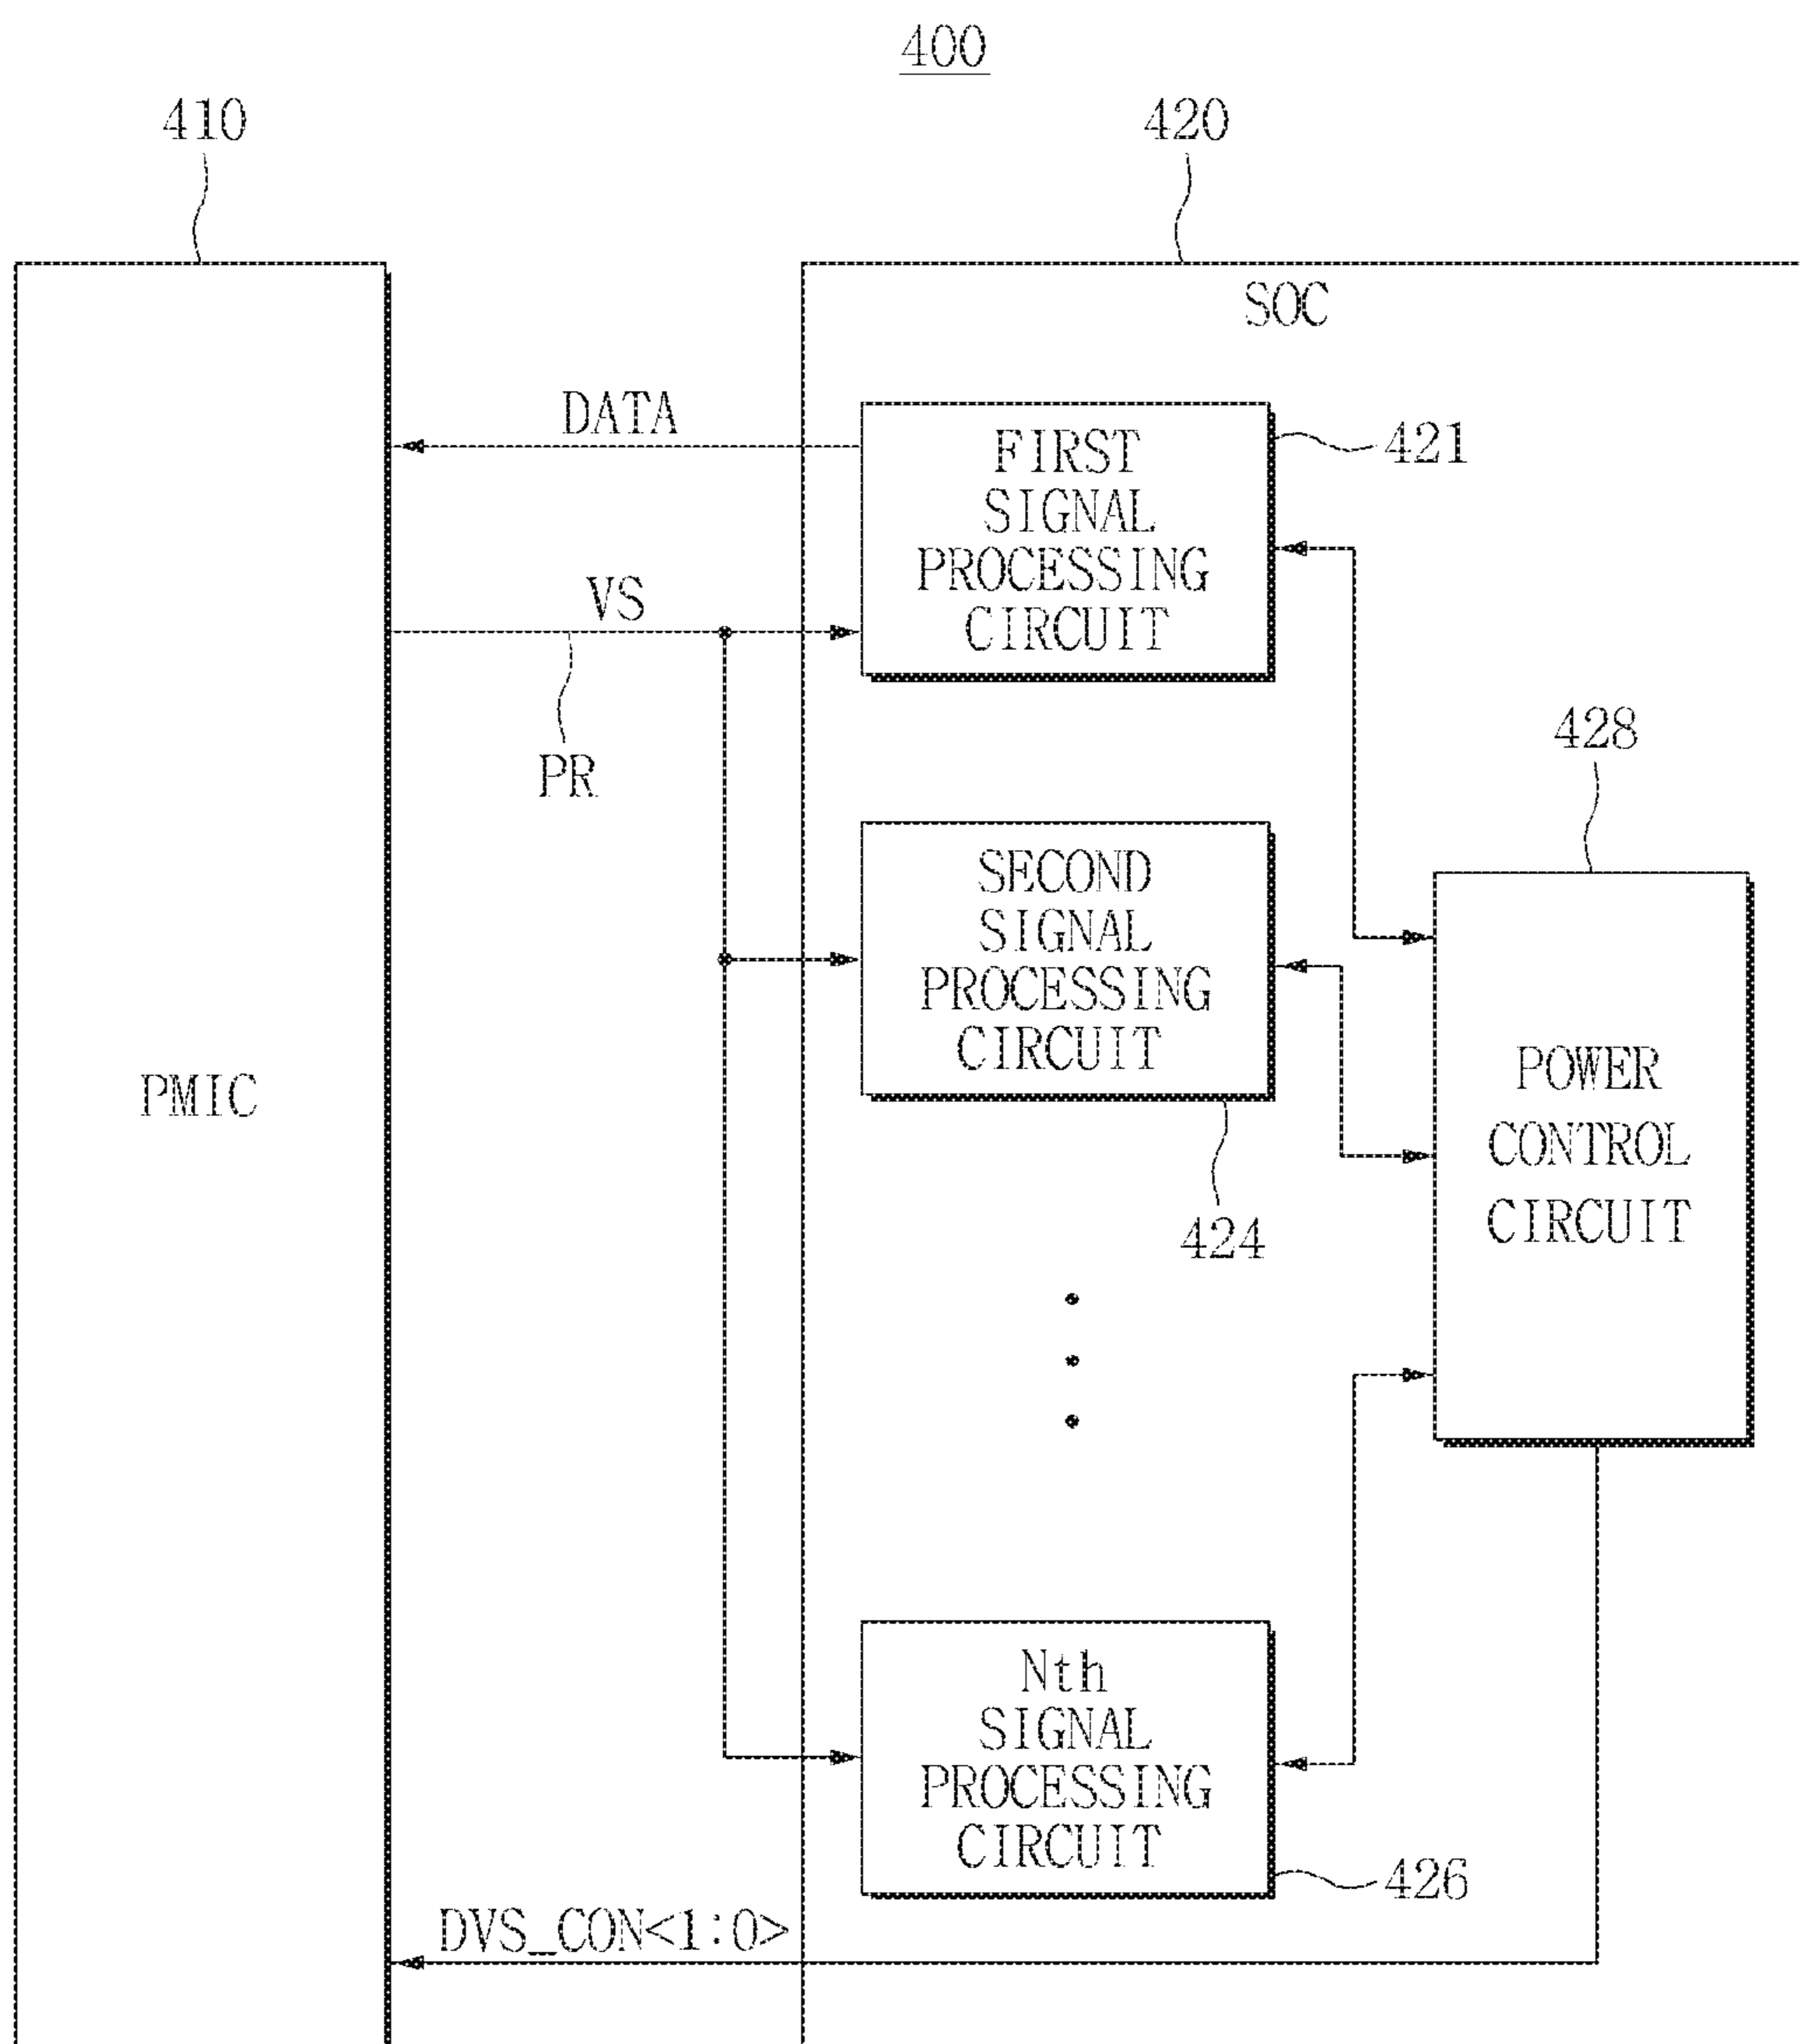 400
410
420
SOC
DATA
FIRST
SIGNAL
PROCESSING
CIRCUIT
421
VS
PR
428
SECOND
SIGNAL
PROCESSING
CIRCUIT
424
PMIC
POWER
CONTROL
CIRCUIT
Nth
SIGNAL
PROCESSING
CIRCUIT
426
DVS_CON<1:0>